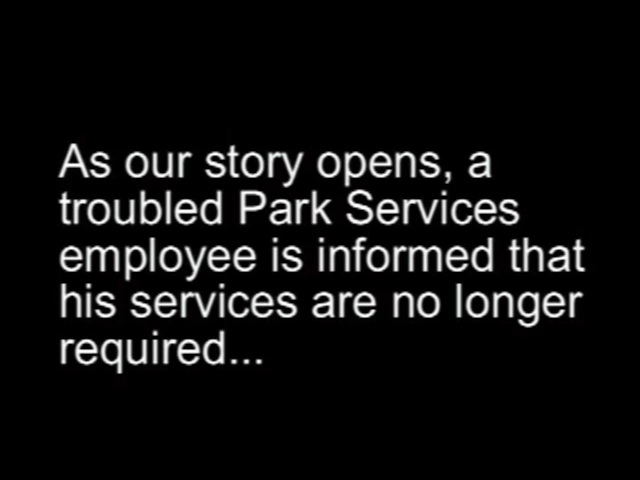 As our story opens, a
troubled Park Services
employee is informed that
his services are no longer
required...